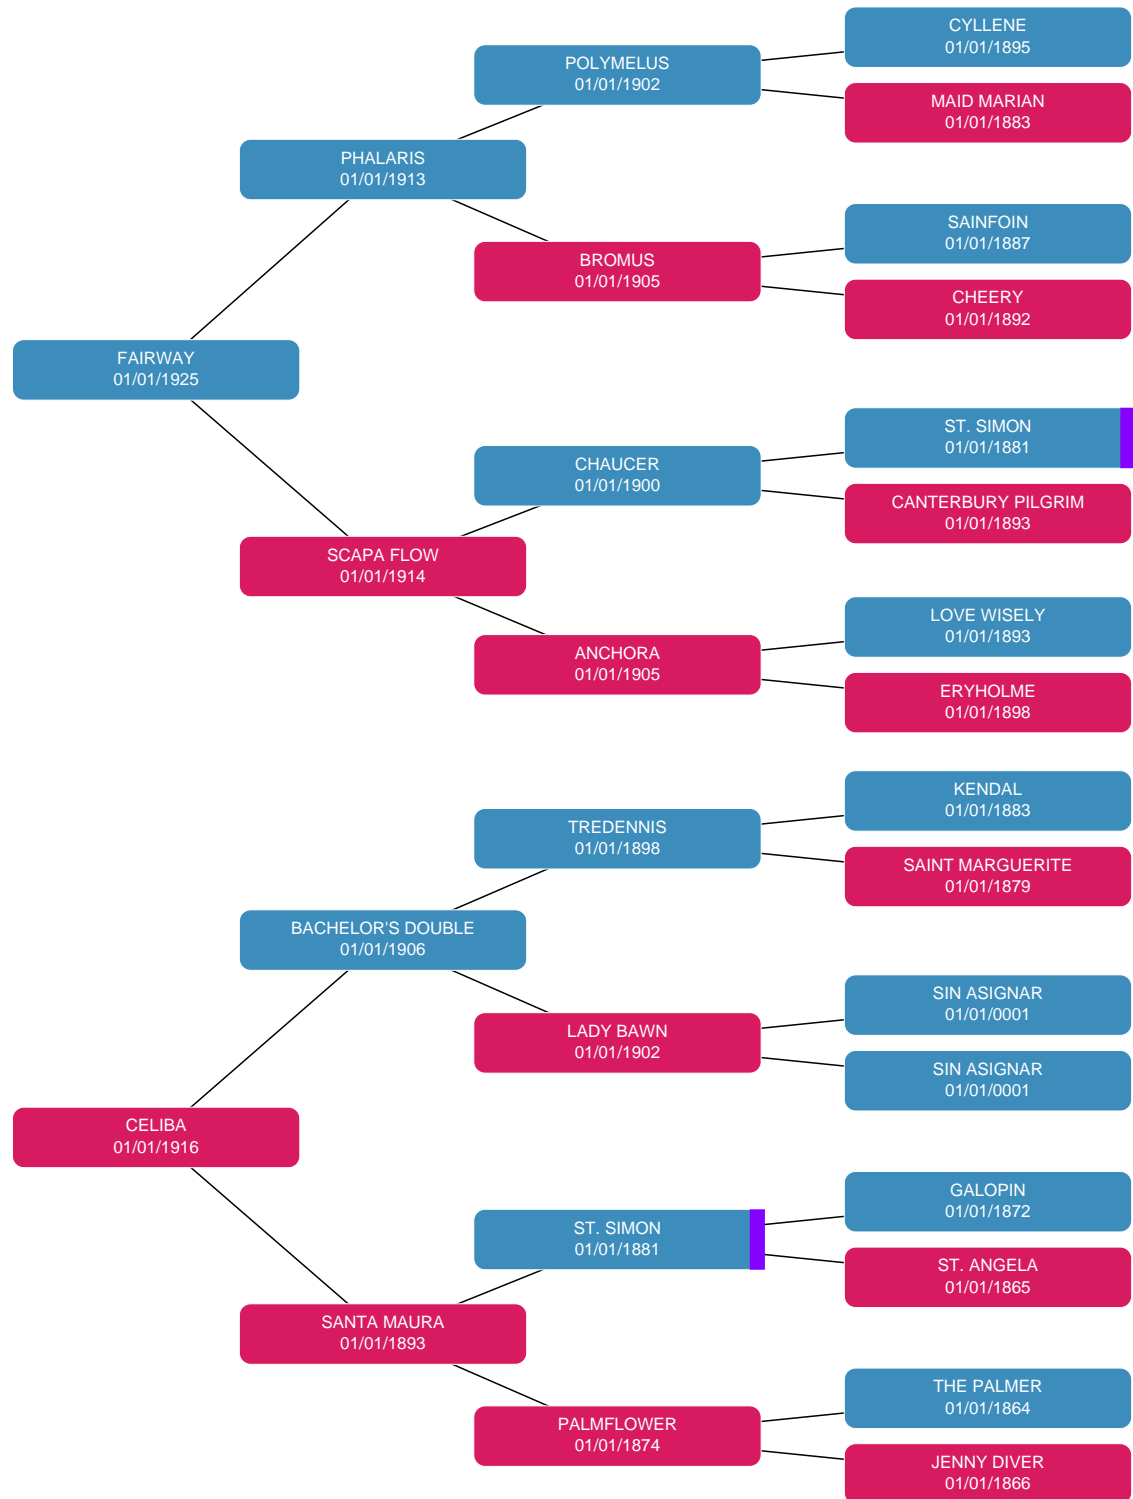 CYLLENE
01/01/1895
POLYMELUS
01/01/1902
MAID MARIAN
01/01/1883
PHALARIS
01/01/1913
SAINFOIN
01/01/1887
BROMUS
01/01/1905
CHEERY
01/01/1892
FAIRWAY
01/01/1925
ST. SIMON
01/01/1881
CHAUCER
01/01/1900
CANTERBURY PILGRIM
01/01/1893
SCAPA FLOW
01/01/1914
LOVE WISELY
01/01/1893
ANCHORA
01/01/1905
ERYHOLME
01/01/1898
KENDAL
01/01/1883
TREDENNIS
01/01/1898
SAINT MARGUERITE
01/01/1879
BACHELOR'S DOUBLE
01/01/1906
SIN ASIGNAR
01/01/0001
LADY BAWN
01/01/1902
SIN ASIGNAR
01/01/0001
CELIBA
01/01/1916
GALOPIN
01/01/1872
ST. SIMON
01/01/1881
ST. ANGELA
01/01/1865
SANTA MAURA
01/01/1893
THE PALMER
01/01/1864
PALMFLOWER
01/01/1874
JENNY DIVER
01/01/1866